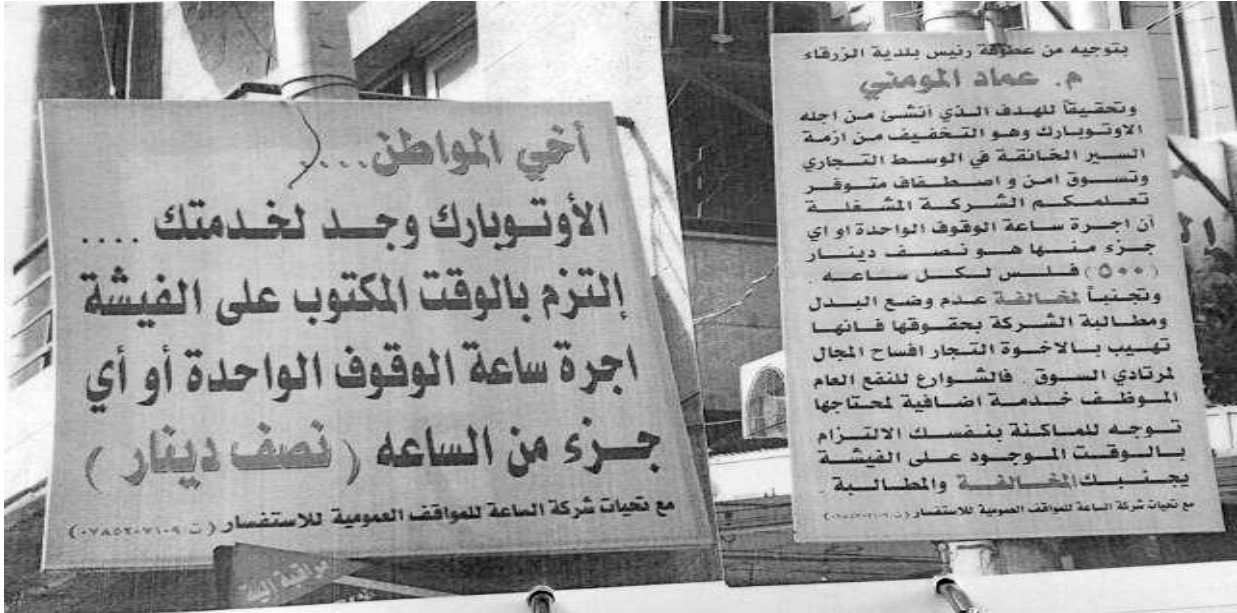 أخي المواطن....
الأوتوبارك وجد لخدمتك ....
إلتزم بالوقت المكتوب على الفيشة
اجرة ساعة الوقوف الواحدة أو أي
جزء من الساعه ( نصف دينار )
مع تحيات شركة الساعة للمواقف العمومية للاستفسار (ت ٠٧٨٥٢٠٧١٠٩)
بتوجيه من عطوفة رئيس بلدية الزرقاء
م. عماد المومني
وتحقيقاً للهدف الذي أنشئ من اجله
الاوتوبارك وهو التخفيف من ازمة
السير الخانقة في الوسط التجاري
وتسوق امن و اصطفاف متوفر
تعلمكم الشركة المشغلة
أن اجرة ساعة الوقوف الواحدة او اي
جزء منها هو نصف دينار
(٥٠٠) فلس لكل ساعه .
وتجنباً لمخالفة عدم وضع البدل
ومطالبة الشركة بحقوقها فانها
تهيب بالاخوة التجار افساح المجال
لمرتادي السوق . فالشوارع للنفع العام
الموظف خدمة اضافية لمحتاجها
توجه للماكنة بنفسك الالتزام
بالوقت الموجود على الفيشة
يجنبك المخالفة والمطالبة .
مع تحيات شركة الساعة للمواقف العمومية للاستفسار (ت ٠٧٨٥٢٠٧١٠٩)